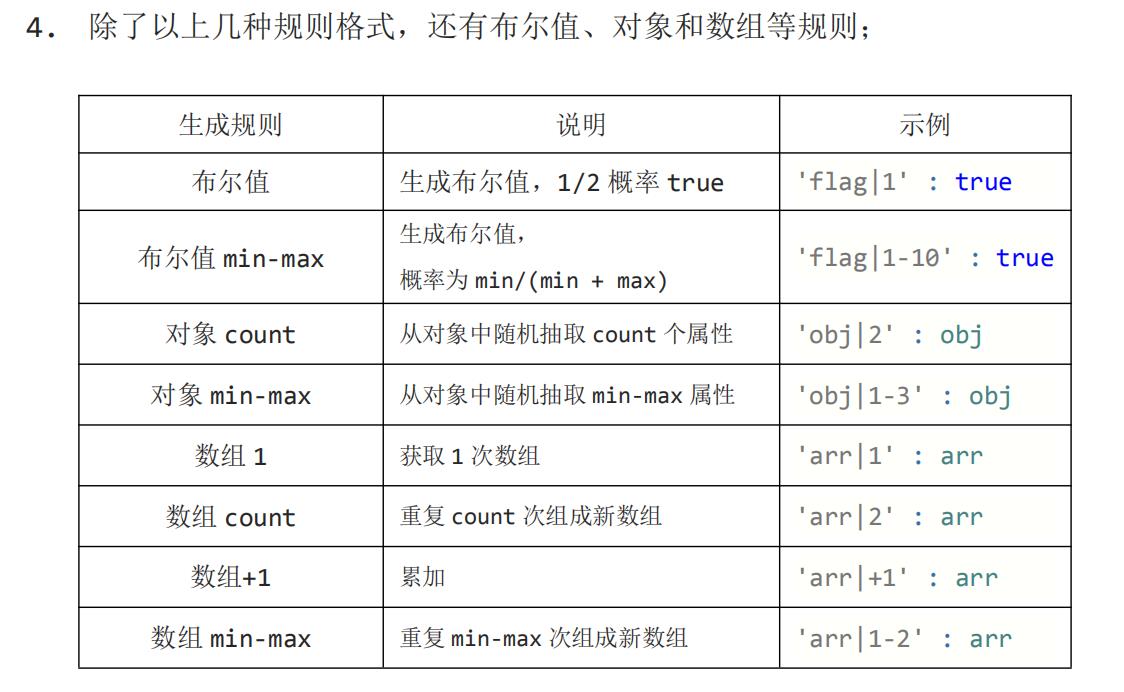 4. 除了以上几种规则格式，还有布尔值、对象和数组等规则；
生成规则 说明 示例
布尔值 生成布尔值，1/2 概率 true 'flag|1' : true
布尔值 min-max 生成布尔值， 'flag|1-10' : true
概率为 min/(min + max)
对象 count 从对象中随机抽取 count 个属性 'obj|2' : obj
对象 min-max 从对象中随机抽取 min-max 属性 'obj|1-3' : obj
数组 1 获取 1 次数组 'arr|1' : arr
数组 count 重复 count 次组成新数组 'arr|2' : arr
数组+1 累加 'arr|+1' : arr
数组 min-max 重复 min-max 次组成新数组 'arr|1-2' : arr